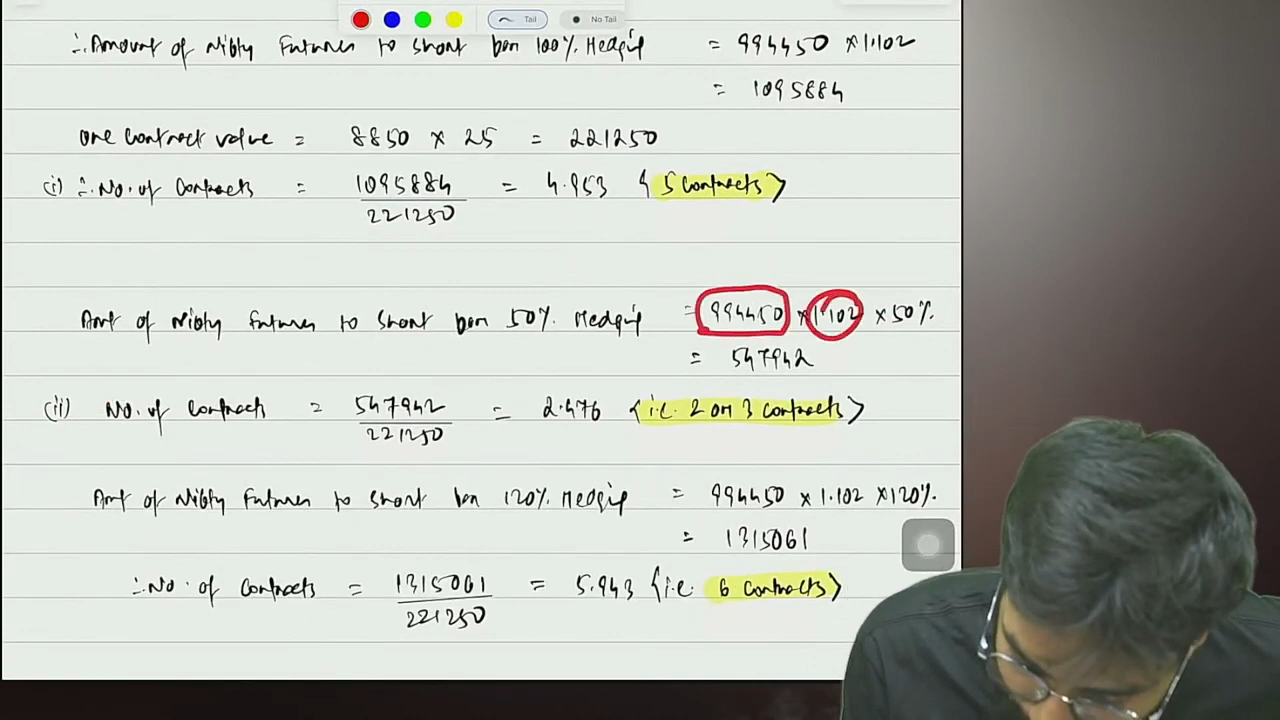 Tail No Tail
∴ Amount of Nifty Futures to short for 100% Hedging = 994450 × 1.102
= 1095884
One contract value = 8850 × 25 = 221250
(i) ∴ No. of Contracts = 1095884 / 221250 = 4.953 {5 contracts}
Amt of Nifty Futures to short for 50% Hedging = 994450 × 1.102 × 50%.
= 547942
(ii) No. of Contracts = 547942 / 221250 = 2.476 {i.e. 2 or 3 contracts}
Amt of Nifty Futures to short for 120% Hedging = 994450 × 1.102 × 120%.
= 1315061
∴ No. of Contracts = 1315061 / 221250 = 5.943 {i.e. 6 contracts}